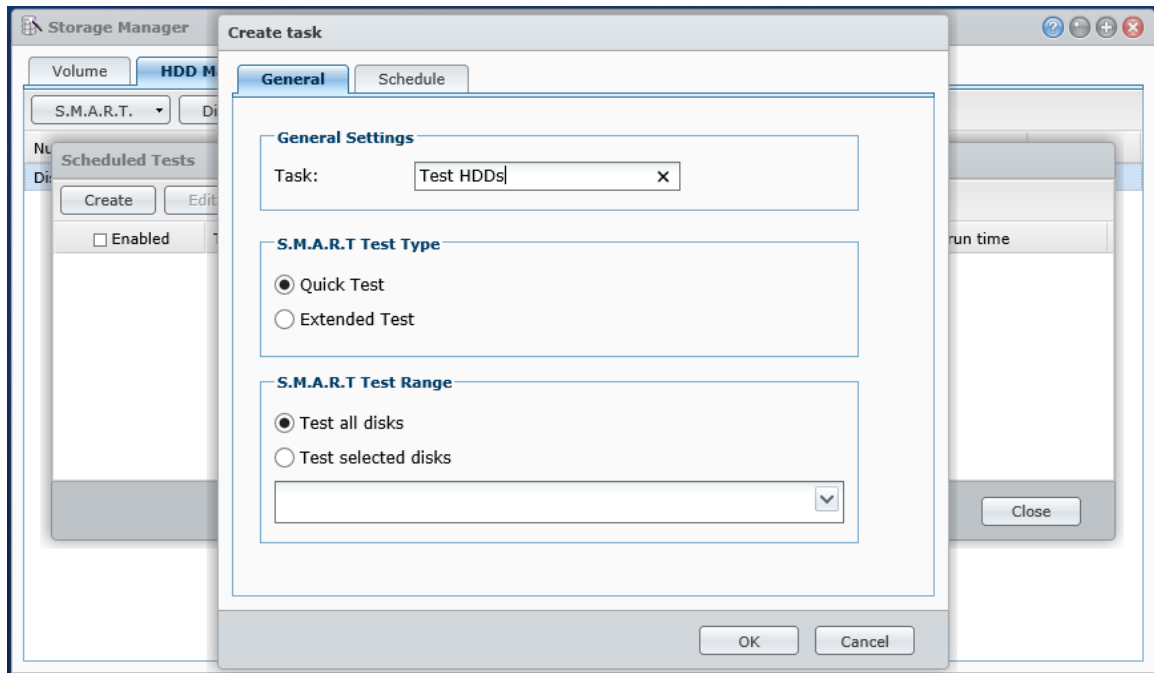 Storage Manager
Create task
Volume
HDD M
General
Schedule
S.M.A.R.T.
Di
General Settings
Nu
Scheduled Tests
Task:
Test HDDs
Di
Create
Edit
Enabled
T
run time
S.M.A.R.T Test Type
Quick Test
Extended Test
S.M.A.R.T Test Range
Test all disks
Test selected disks
Close
OK
Cancel